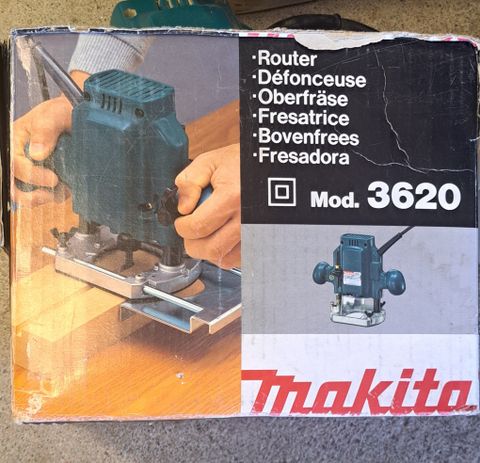 ·Router
·Défonceuse
·Oberfräse
·Fresatrice
·Bovenfrees
·Fresadora
Mod. 3620
makita